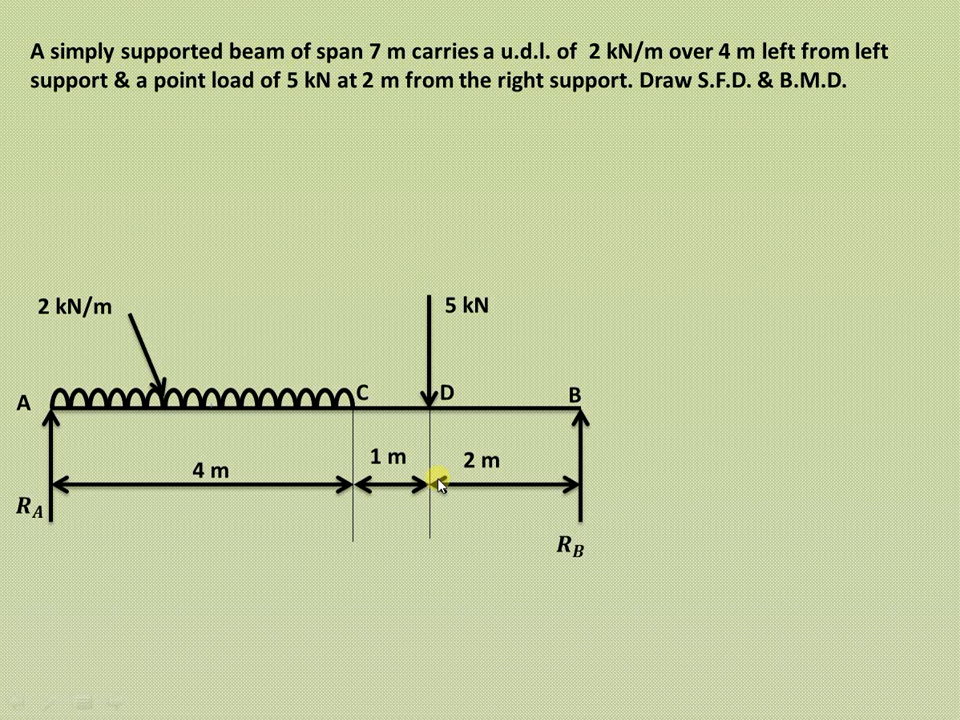 A simply supported beam of span 7 m carries a u.d.l. of 2 kN/m over 4 m left from left
support & a point load of 5 kN at 2 m from the right support. Draw S.F.D. & B.M.D.
2 kN/m
5 kN
A
C
D
B
4 m
1 m
2 m
R_A
R_B